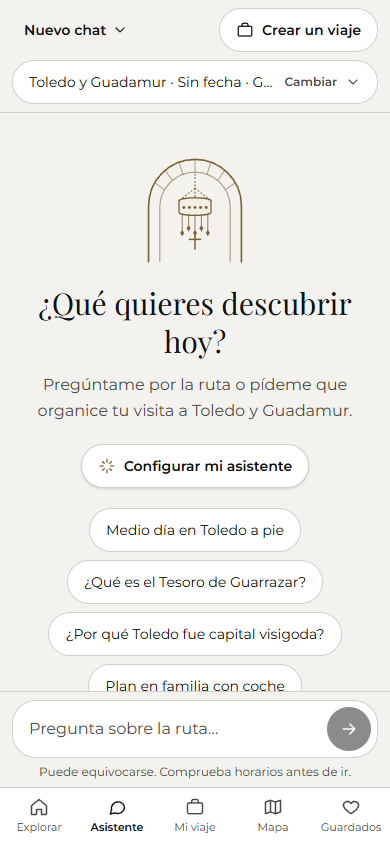 Nuevo chat
Crear un viaje
Toledo y Guadamur · Sin fecha · G...
Cambiar
¿Qué quieres descubrir
hoy?
Pregúntame por la ruta o pídeme que
organice tu visita a Toledo y Guadamur.
Configurar mi asistente
Medio día en Toledo a pie
¿Qué es el Tesoro de Guarrazar?
¿Por qué Toledo fue capital visigoda?
Plan en familia con coche
Pregunta sobre la ruta...
Puede equivocarse. Comprueba horarios antes de ir.
Explorar
Asistente
Mi viaje
Mapa
Guardados